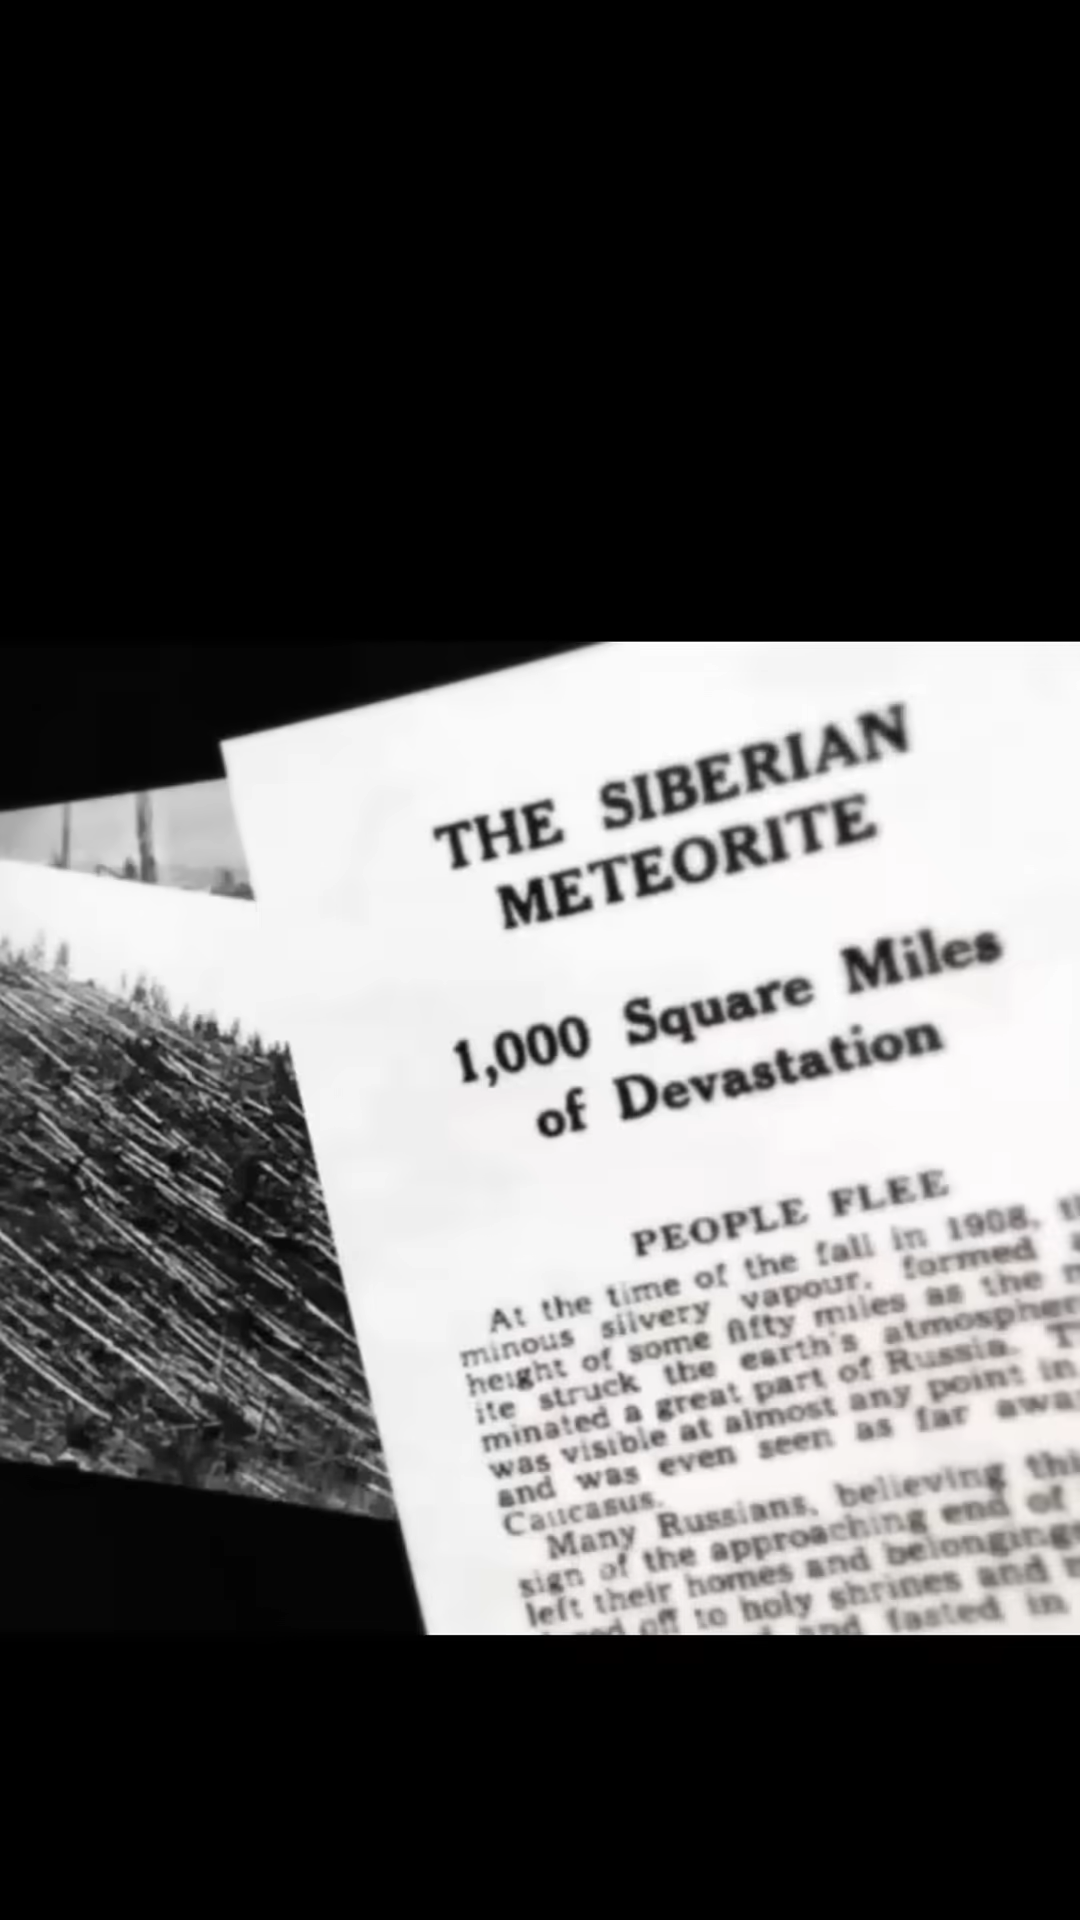 THE SIBERIAN
METEORITE
1,000 Square Miles
of Devastation
PEOPLE FLEE
At the time of the fall in 1908,
minous silvery vapour, formed
height of some fifty miles as the
ite struck the earth's
minated a great part of Russia.
was visible at almost any point in
and was even seen as far
Caucasus.
Many Russians, believing
sign of the approaching end of
left their homes and
off to holy shrines and
and fasted in